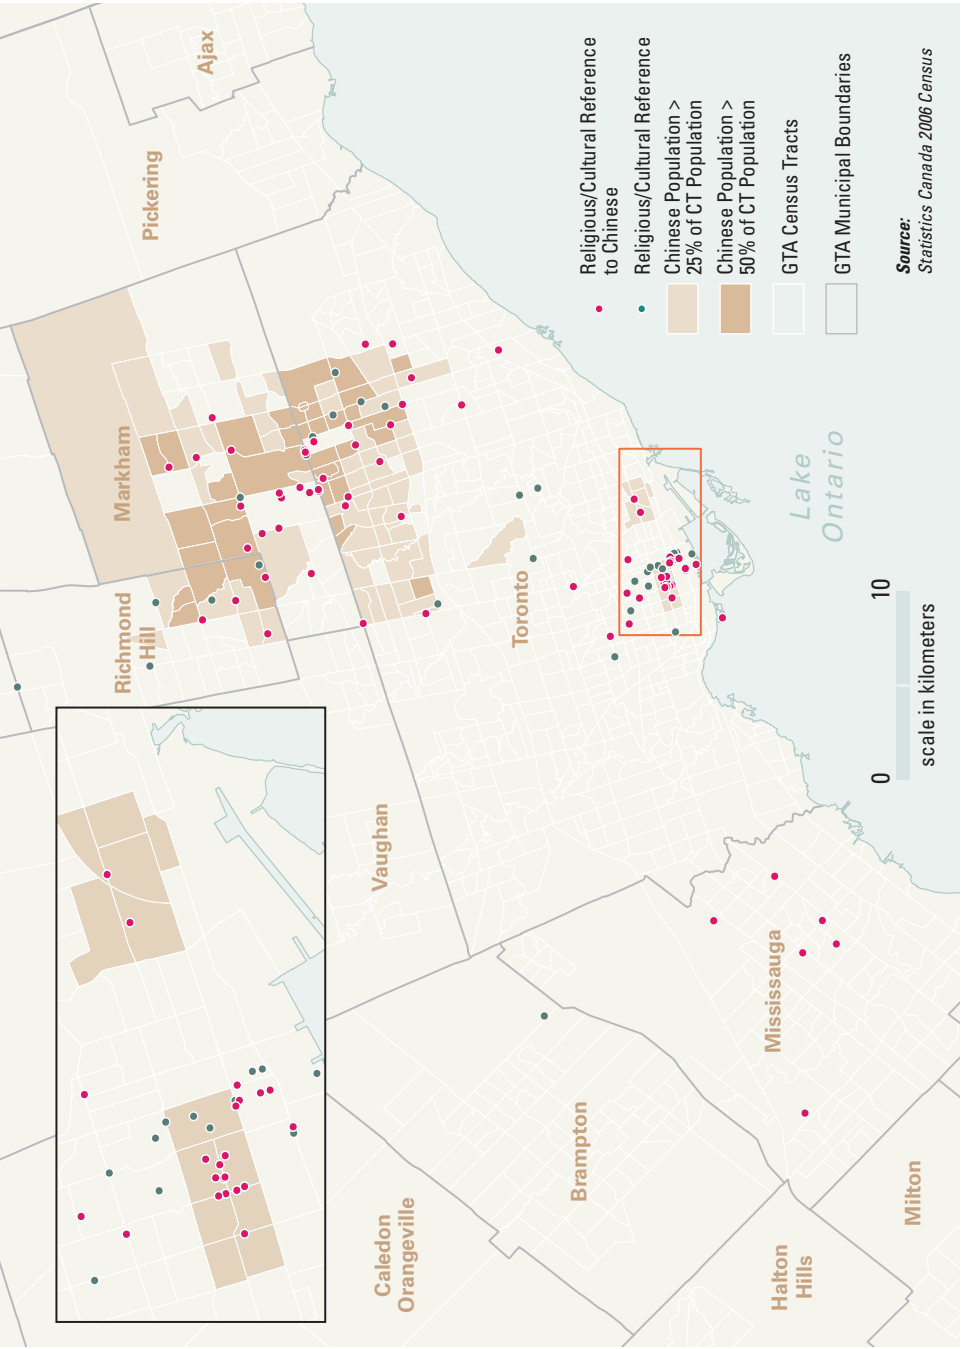 Ajax
Pickering
Markham
Richmond
Hill
Vaughan
Toronto
Caledon
Orangeville
Brampton
Mississauga
Halton
Hills
Milton
Lake
Ontario
Religious/Cultural Reference
to Chinese
Religious/Cultural Reference
Chinese Population >
25% of CT Population
Chinese Population >
50% of CT Population
GTA Census Tracts
GTA Municipal Boundaries
Source:
Statistics Canada 2006 Census
0 10
scale in kilometers